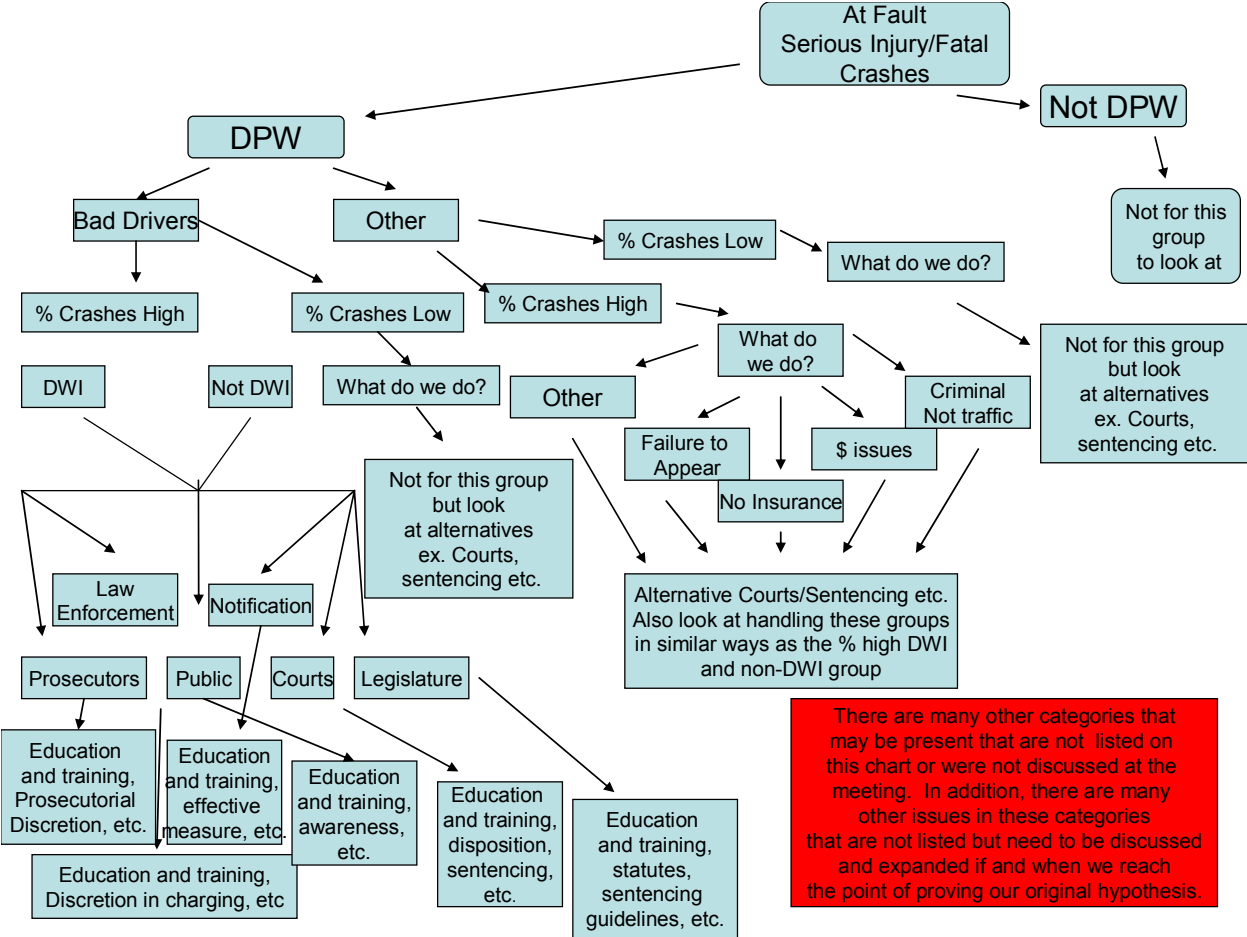 At Fault
Serious Injury/Fatal
Crashes
Not DPW
DPW
Not for this
group
to look at
Bad Drivers
Other
% Crashes Low
What do we do?
% Crashes High
% Crashes Low
% Crashes High
What do
we do?
Not for this group
but look
at alternatives
ex. Courts,
sentencing etc.
DWI
Not DWI
What do we do?
Other
Criminal
Not traffic
Failure to
Appear
$ issues
No Insurance
Not for this group
but look
at alternatives
ex. Courts,
sentencing etc.
Law
Enforcement
Notification
Alternative Courts/Sentencing etc.
Also look at handling these groups
in similar ways as the % high DWI
and non-DWI group
Prosecutors
Public
Courts
Legislature
Education
and training,
Prosecutorial
Discretion, etc.
Education
and training,
effective
measure, etc.
Education
and training,
awareness,
etc.
Education
and training,
disposition,
sentencing,
etc.
Education
and training,
statutes,
sentencing
guidelines, etc.
Education and training,
Discretion in charging, etc
There are many other categories that
may be present that are not listed on
this chart or were not discussed at the
meeting. In addition, there are many
other issues in these categories
that are not listed but need to be discussed
and expanded if and when we reach
the point of proving our original hypothesis.